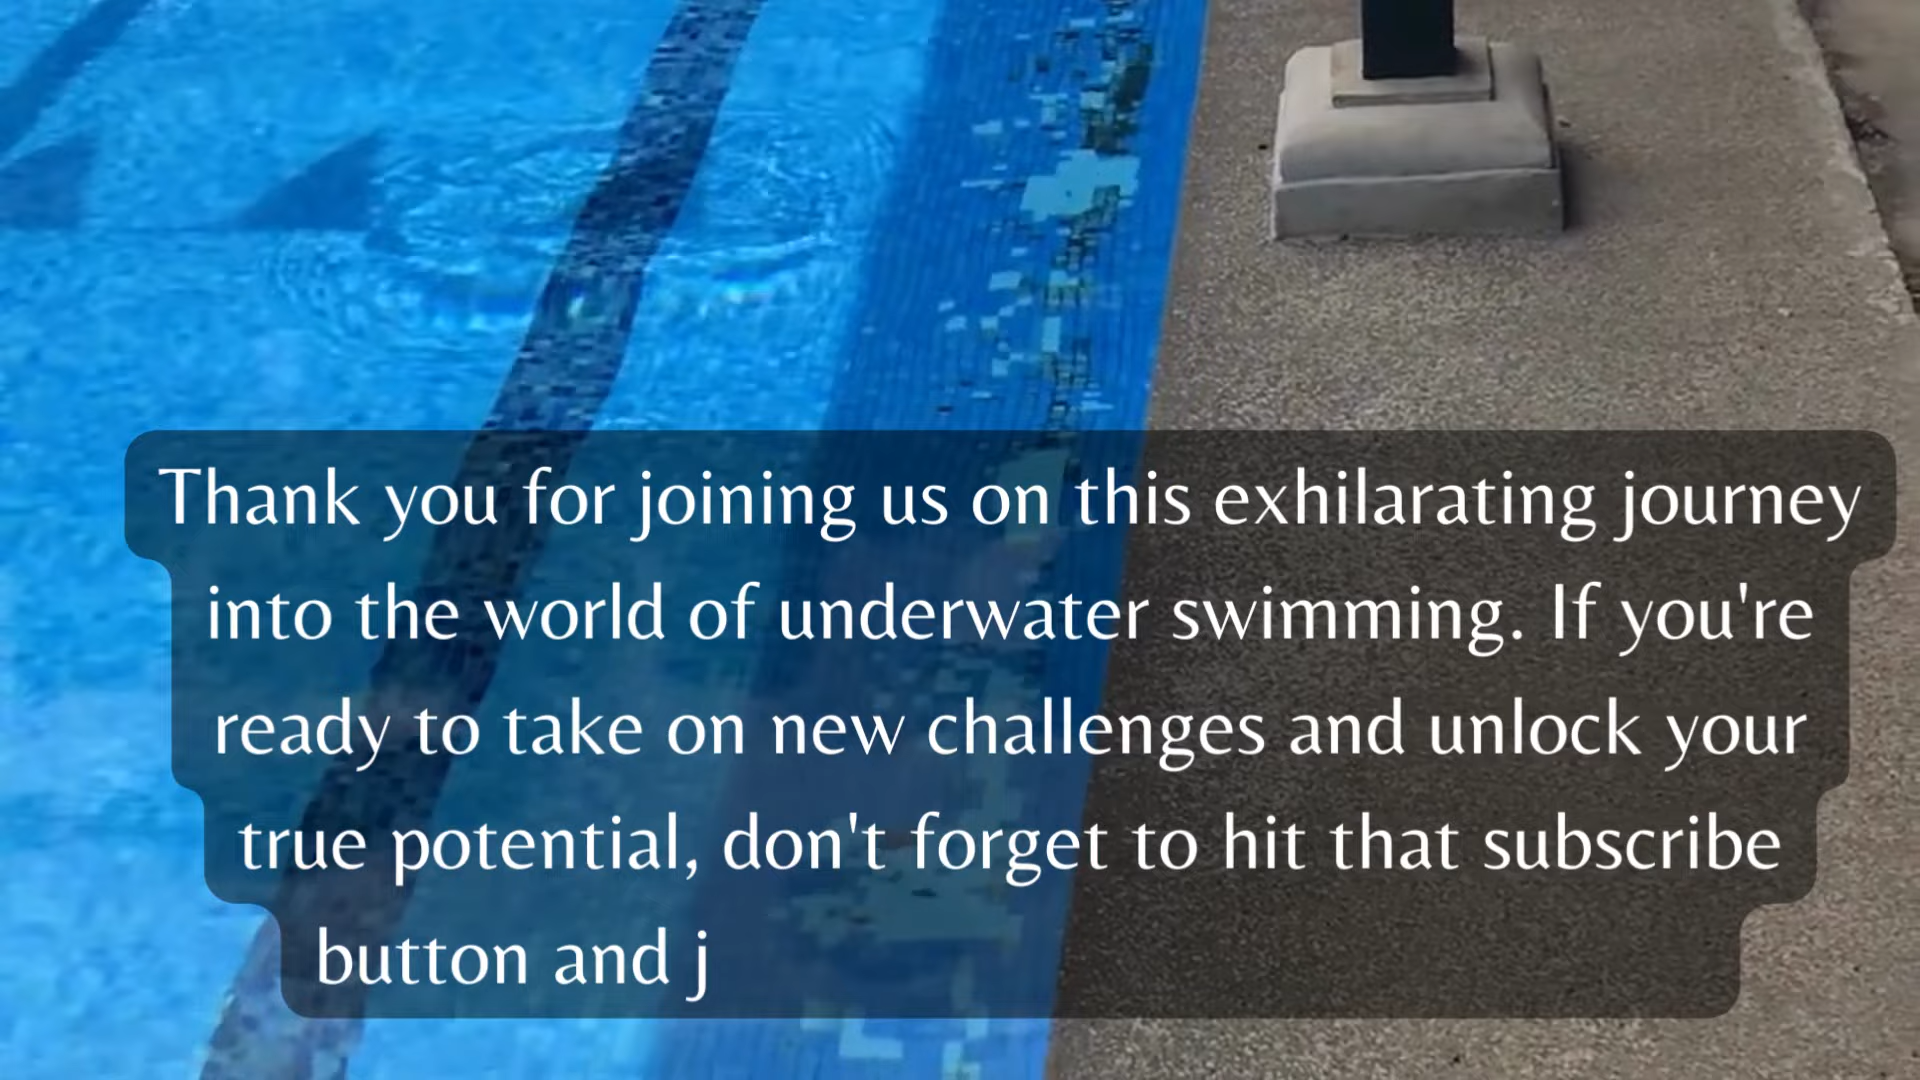 Thank you for joining us on this exhilarating journey
into the world of underwater swimming. If you're
ready to take on new challenges and unlock your
true potential, don't forget to hit that subscribe
button and j